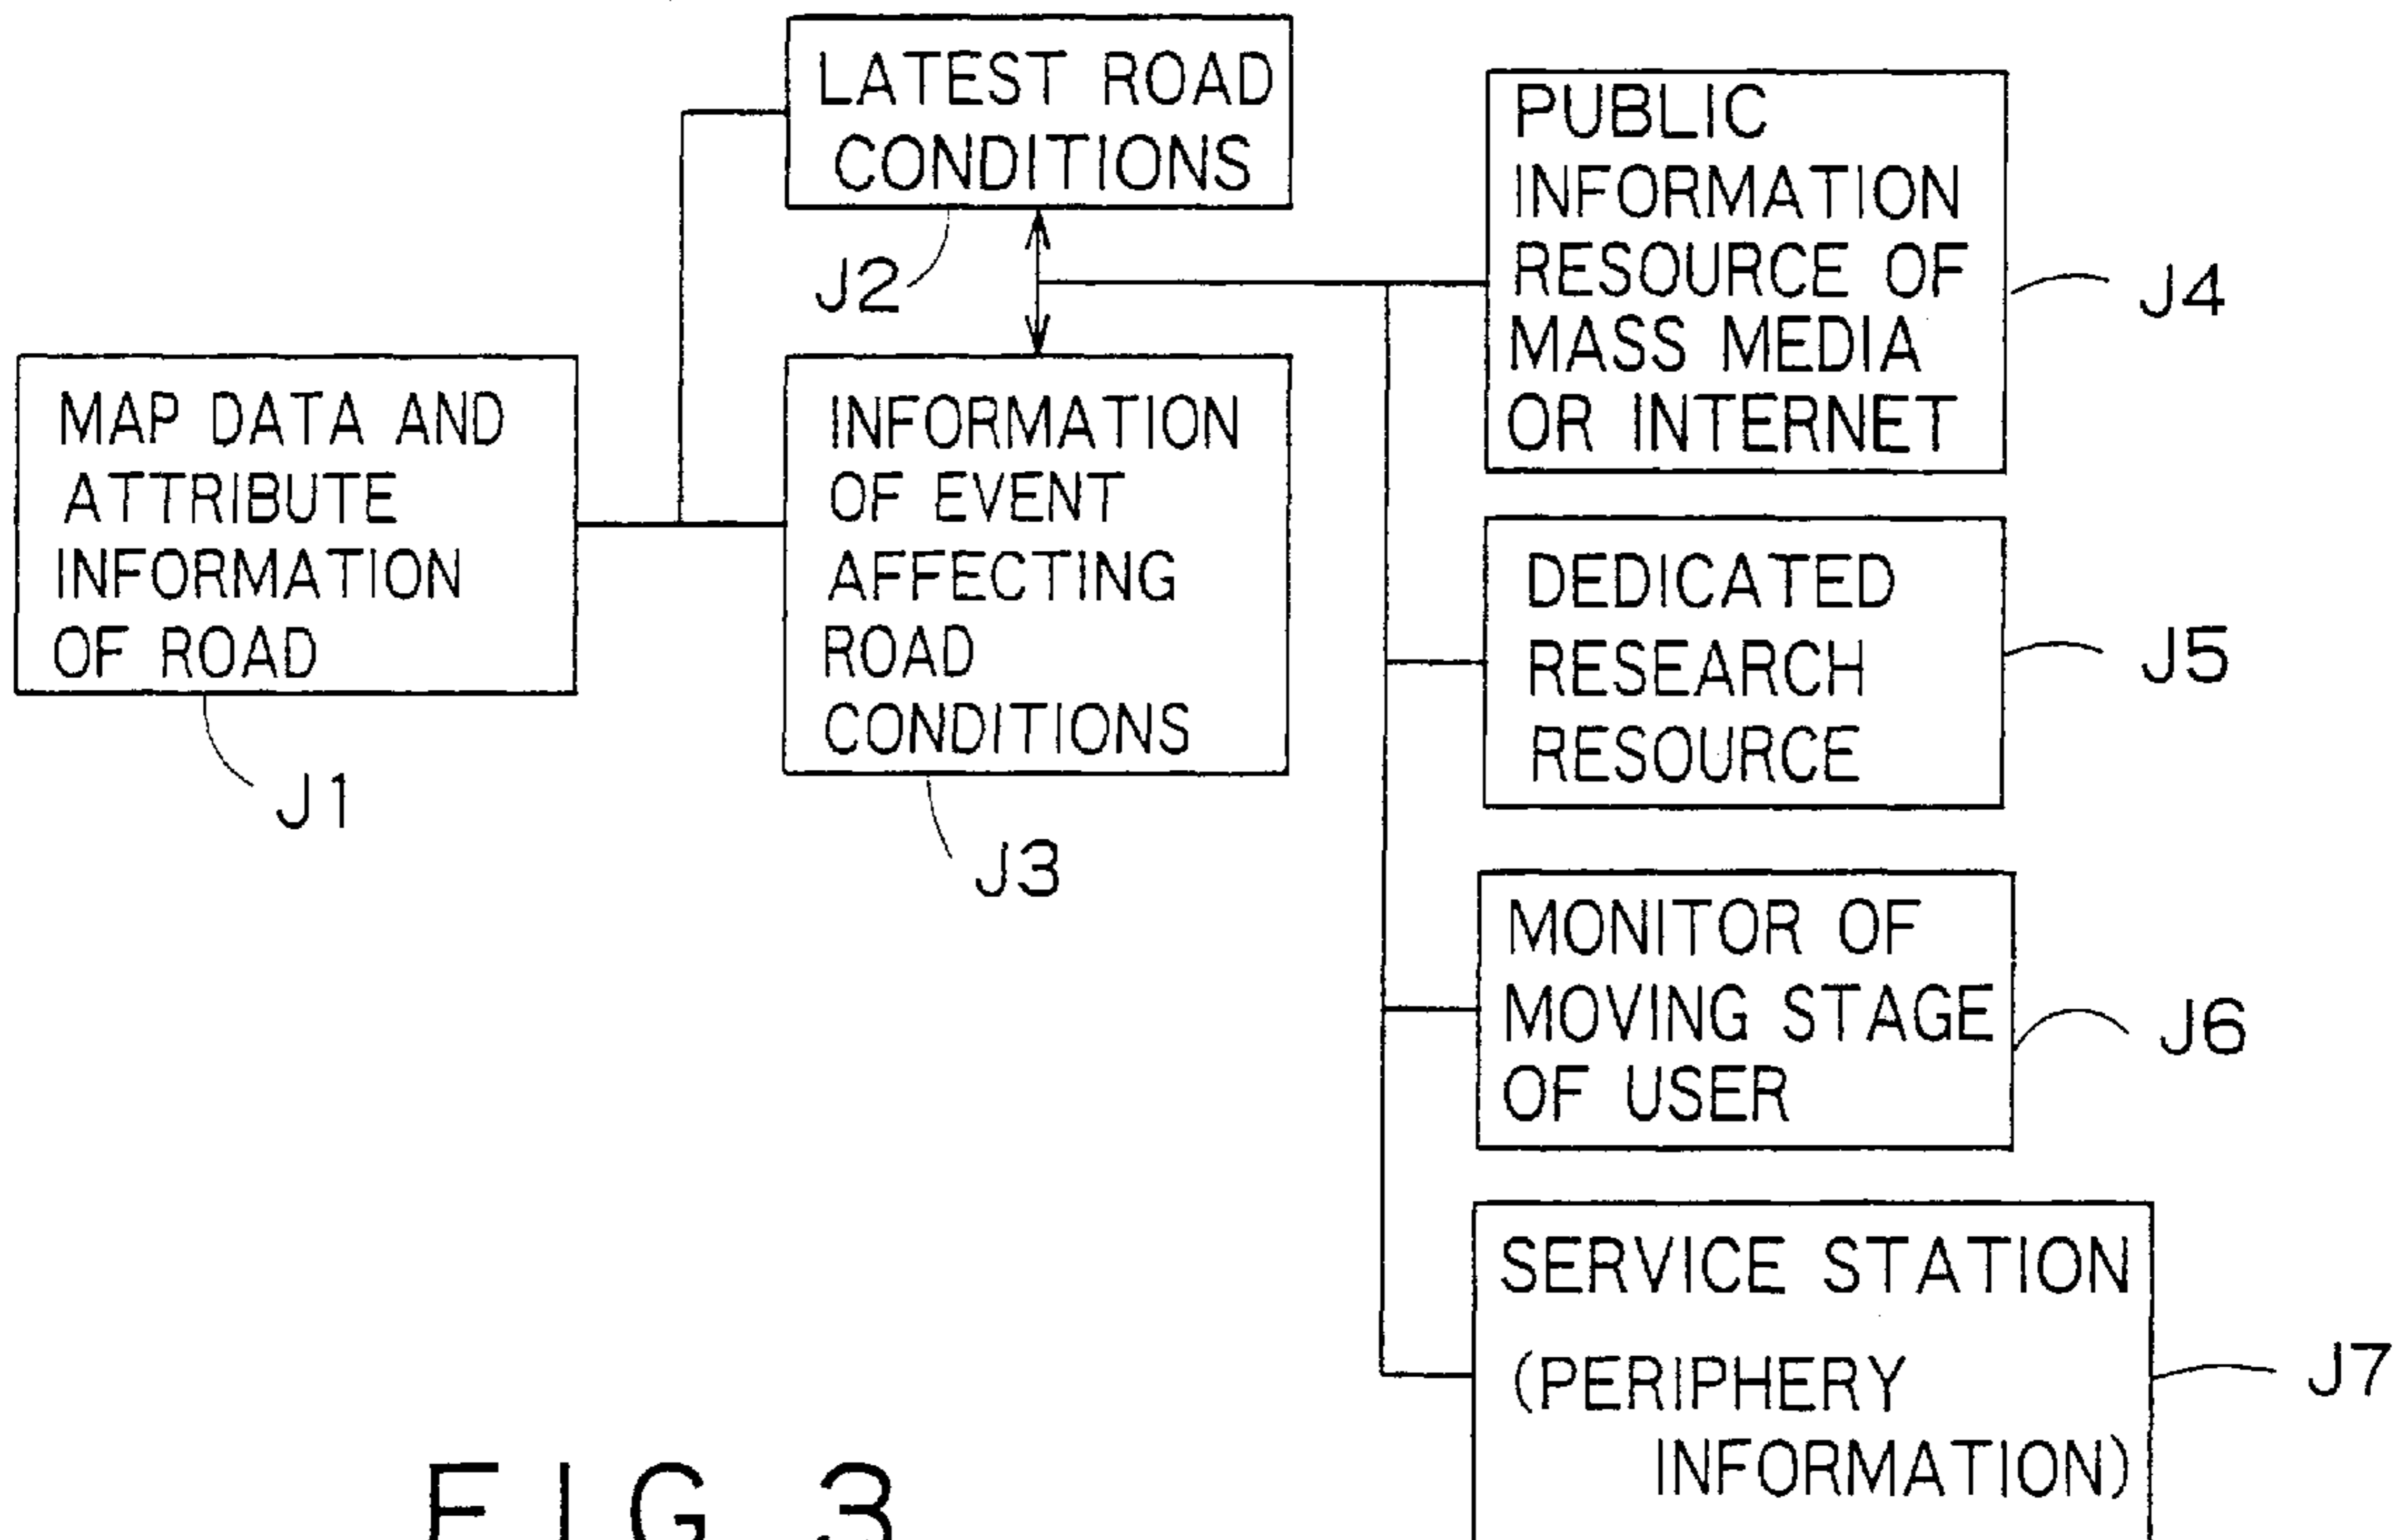 LATEST ROAD
CONDITIONS
J2
PUBLIC
INFORMATION
RESOURCE OF
MASS MEDIA
OR INTERNET
J4
MAP DATA AND
ATTRIBUTE
INFORMATION
OF ROAD
J1
INFORMATION
OF EVENT
AFFECTING
ROAD
CONDITIONS
J3
DEDICATED
RESEARCH
RESOURCE
J5
MONITOR OF
MOVING STAGE
OF USER
J6
SERVICE STATION
(PERIPHERY
INFORMATION)
J7
FIG 3